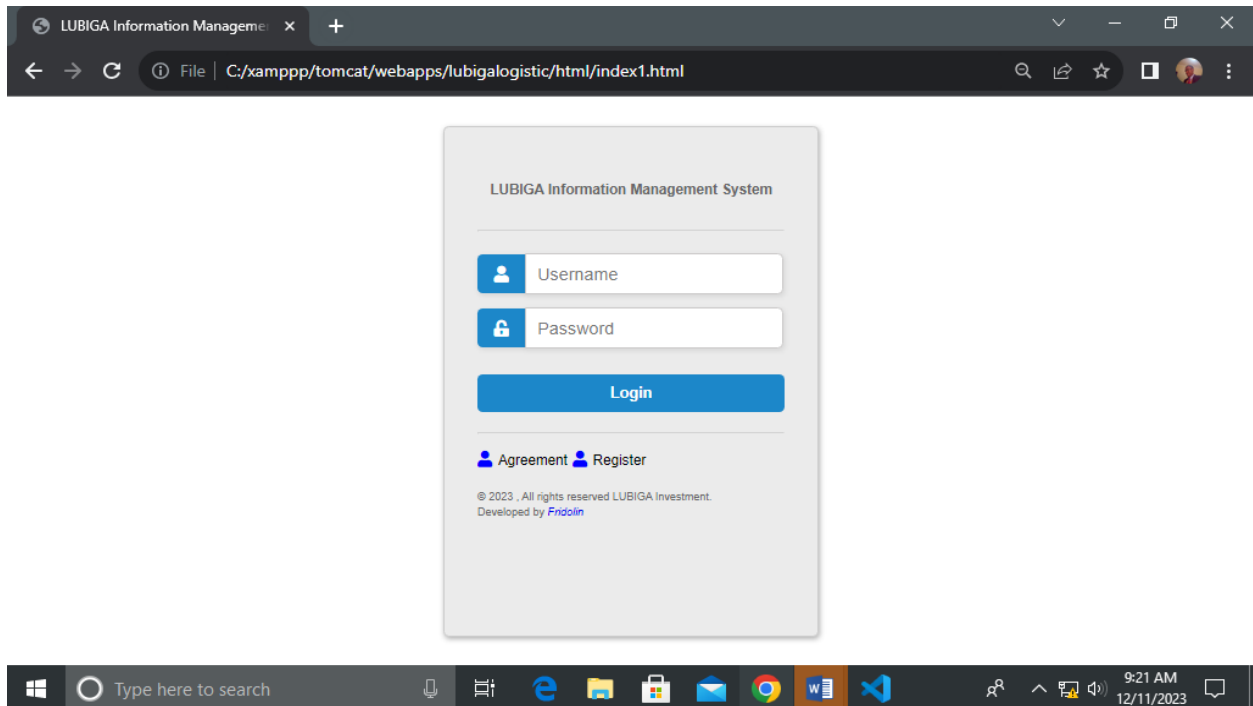 LUBIGA Information Manageme
File | C:/xamppp/tomcat/webapps/lubigalogistic/html/index1.html
LUBIGA Information Management System
Username
Password
Login
Agreement Register
© 2023 , All rights reserved LUBIGA Investment.
Developed by Fridolin
Type here to search
9:21 AM
12/11/2023